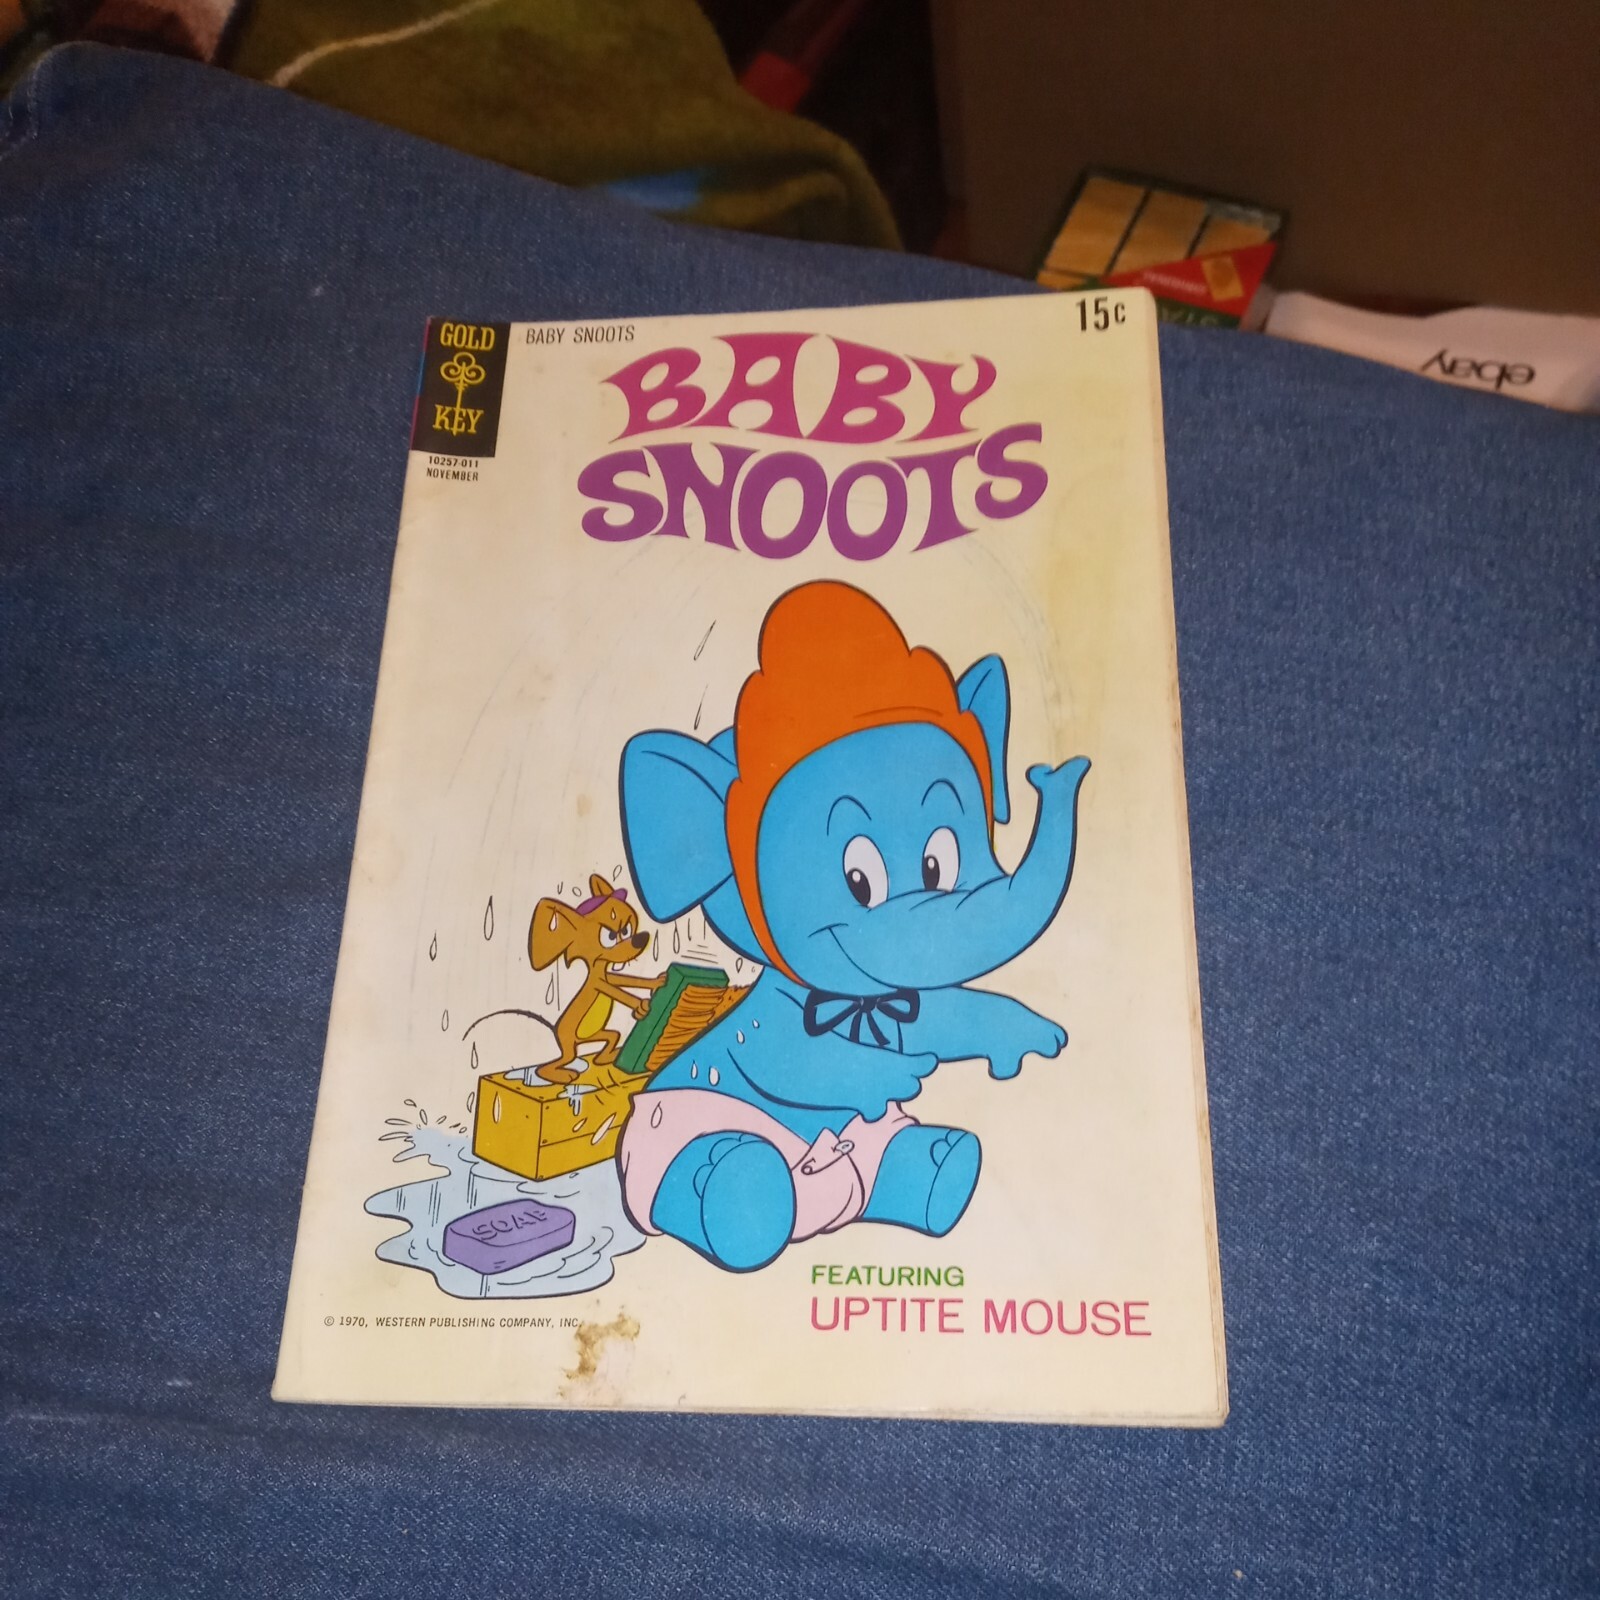 GOLD
KEY
BABY SNOOTS
15¢
10257-011
NOVEMBER
BABY
SNOOTS
SOAP
FEATURING
UPTITE MOUSE
© 1970, WESTERN PUBLISHING COMPANY, INC.
ORIGINAL
ebay